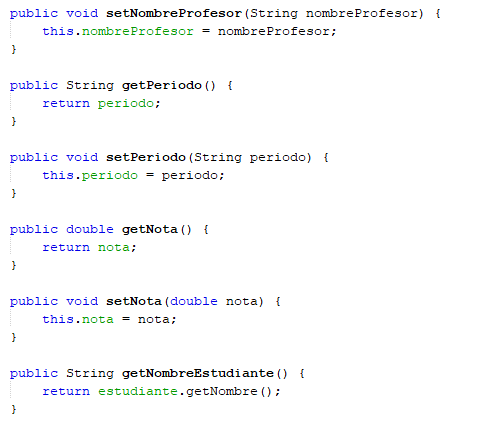 public void setNombreProfesor(String nombreProfesor) {
    this.nombreProfesor = nombreProfesor;
}

public String getPeriodo() {
    return periodo;
}

public void setPeriodo(String periodo) {
    this.periodo = periodo;
}

public double getNota() {
    return nota;
}

public void setNota(double nota) {
    this.nota = nota;
}

public String getNombreEstudiante() {
    return estudiante.getNombre();
}